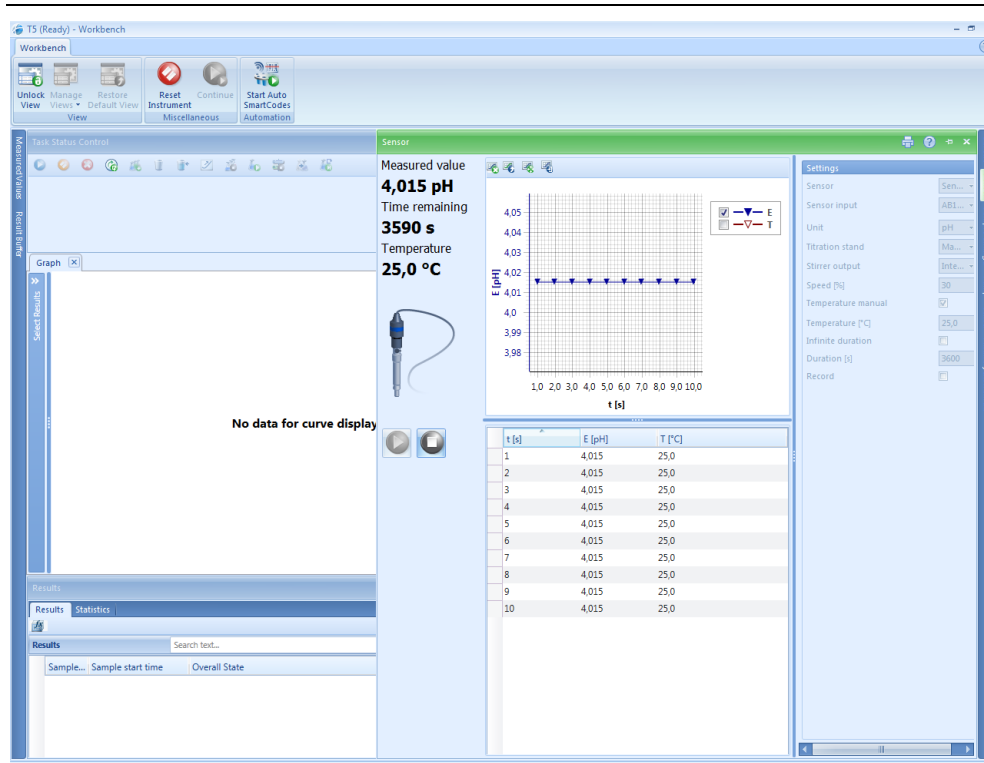 T5 (Ready) - Workbench
Workbench
Unlock View
Manage Views
Restore Default View
Reset Instrument
Continue
Start Auto SmartCodes
View
Miscellaneous
Automation
Measured Values
Result Buffer
Task Status Control
Graph
Select Results
No data for curve display
Sensor
Measured value
4,015 pH
Time remaining
3590 s
Temperature
25,0 °C
4,05
4,04
4,03
4,02
4,01
4,0
3,99
3,98
E [pH]
1,0 2,0 3,0 4,0 5,0 6,0 7,0 8,0 9,0 10,0
t [s]
E
T
t [s] E [pH] T [°C]
1 4,015 25,0
2 4,015 25,0
3 4,015 25,0
4 4,015 25,0
5 4,015 25,0
6 4,015 25,0
7 4,015 25,0
8 4,015 25,0
9 4,015 25,0
10 4,015 25,0
Settings
Sensor Sen...
Sensor input AB1...
Unit pH
Titration stand Ma...
Stirrer output Inte...
Speed [%] 30
Temperature manual
Temperature [°C] 25,0
Infinite duration
Duration [s] 3600
Record
Results
Results Statistics
Results Search text...
Sample... Sample start time Overall State